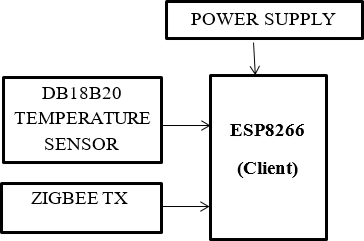 POWER SUPPLY
DB18B20
TEMPERATURE
SENSOR
ESP8266
(Client)
ZIGBEE TX